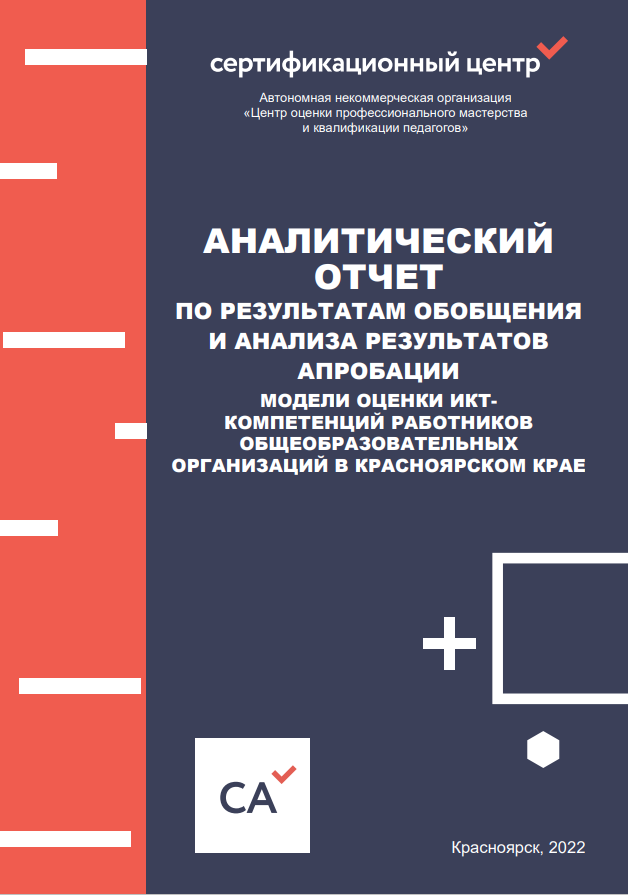 сертификационный центр
Автономная некоммерческая организация
«Центр оценки профессионального мастерства
и квалификации педагогов»
АНАЛИТИЧЕСКИЙ
ОТЧЕТ
ПО РЕЗУЛЬТАТАМ ОБОБЩЕНИЯ
И АНАЛИЗА РЕЗУЛЬТАТОВ
АПРОБАЦИИ
МОДЕЛИ ОЦЕНКИ ИКТ-
КОМПЕТЕНЦИЙ РАБОТНИКОВ
ОБЩЕОБРАЗОВАТЕЛЬНЫХ
ОРГАНИЗАЦИЙ В КРАСНОЯРСКОМ КРАЕ
СА
Красноярск, 2022